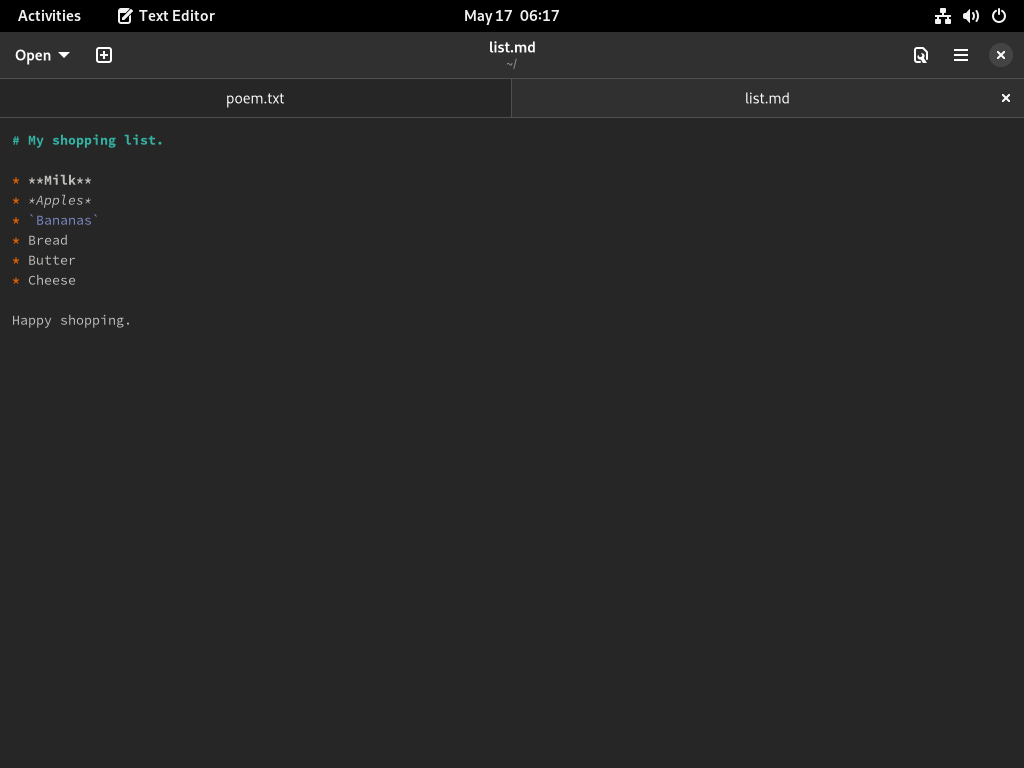 Activities Text Editor May 17 06:17
Open list.md
~/
poem.txt list.md
# My shopping list.
* **Milk**
* *Apples*
* `Bananas`
* Bread
* Butter
* Cheese
Happy shopping.